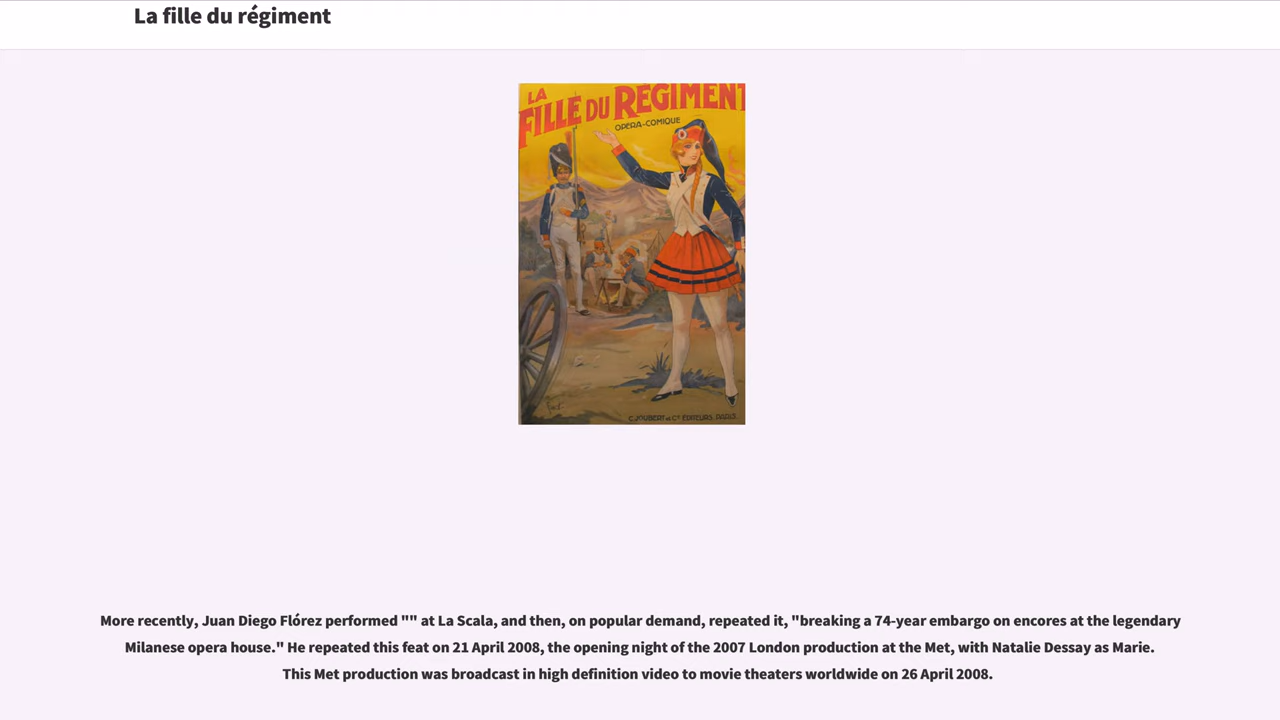 La fille du régiment
LA
FILLE DU REGIMENT
OPERA-COMIQUE
C. JOUBERT & Cie EDITEURS. PARIS.
More recently, Juan Diego Flórez performed "" at La Scala, and then, on popular demand, repeated it, "breaking a 74-year embargo on encores at the legendary
Milanese opera house." He repeated this feat on 21 April 2008, the opening night of the 2007 London production at the Met, with Natalie Dessay as Marie.
This Met production was broadcast in high definition video to movie theaters worldwide on 26 April 2008.